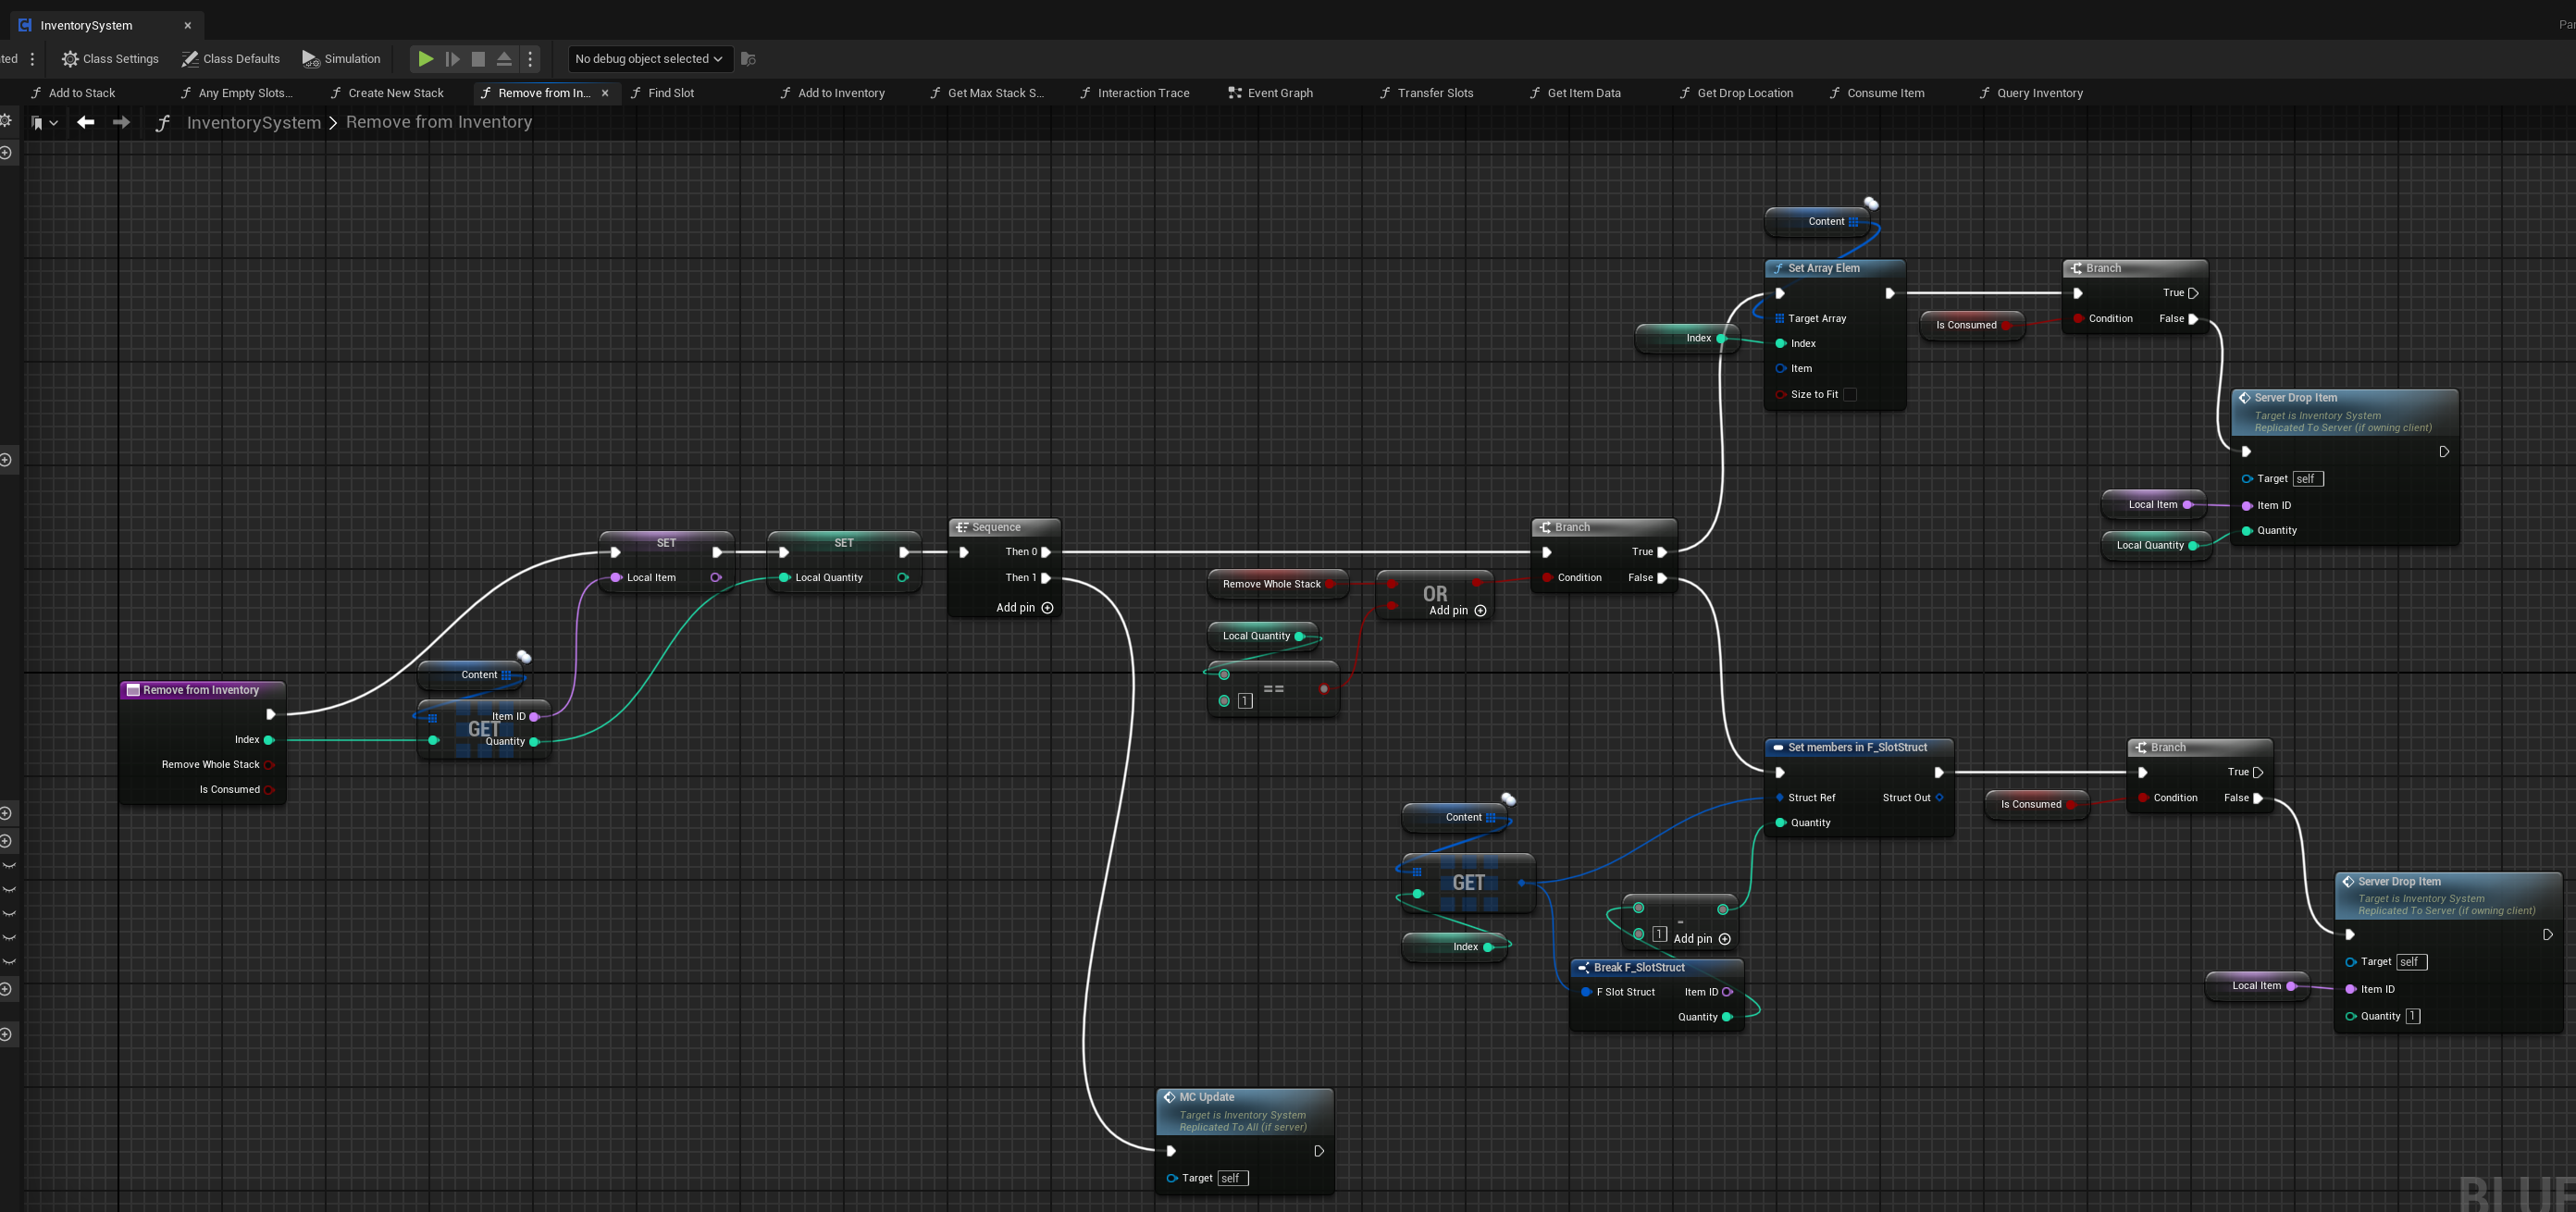 InventorySystem
Par
ted
Class Settings
Class Defaults
Simulation
No debug object selected
Add to Stack
Any Empty Slots...
Create New Stack
Remove from In...
Find Slot
Add to Inventory
Get Max Stack S...
Interaction Trace
Event Graph
Transfer Slots
Get Item Data
Get Drop Location
Consume Item
Query Inventory
InventorySystem > Remove from Inventory
Content
Set Array Elem
Target Array
Index
Item
Size to Fit
Index
Branch
True
Condition
False
Is Consumed
Server Drop Item
Target is Inventory System
Replicated To Server (if owning client)
Target self
Item ID
Quantity
Local Item
Local Quantity
SET
Local Item
SET
Local Quantity
Sequence
Then 0
Then 1
Add pin
Branch
True
Condition
False
Remove Whole Stack
OR
Add pin
Local Quantity
==
1
Remove from Inventory
Index
Remove Whole Stack
Is Consumed
Content
GET
Item ID
Quantity
Set members in F_SlotStruct
Struct Ref
Struct Out
Quantity
Branch
True
Condition
False
Is Consumed
Content
GET
Index
-
1
Add pin
Break F_SlotStruct
F Slot Struct
Item ID
Quantity
Server Drop Item
Target is Inventory System
Replicated To Server (if owning client)
Target self
Item ID
Quantity 1
Local Item
MC Update
Target is Inventory System
Replicated To All (if server)
Target self
BLUE